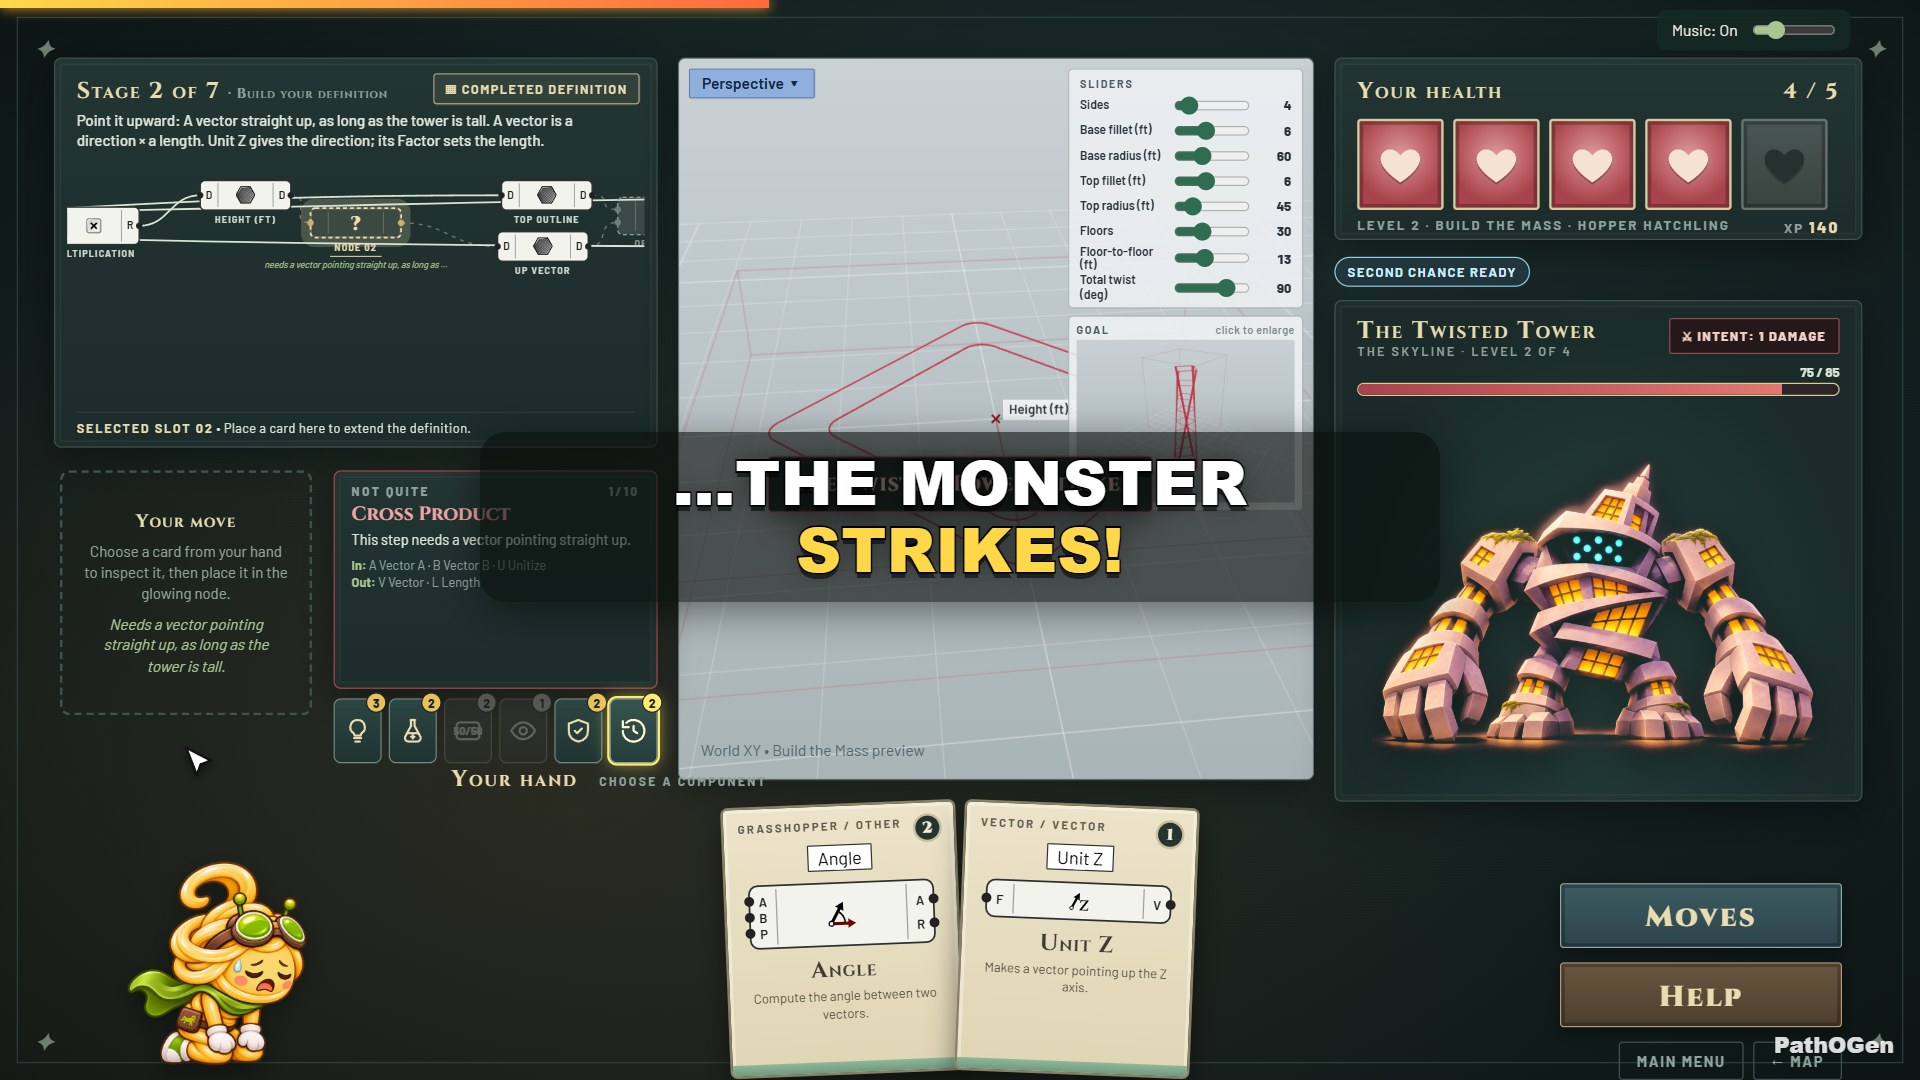 Music: On
STAGE 2 OF 7 · BUILD YOUR DEFINITION
COMPLETED DEFINITION
Point it upward: A vector straight up, as long as the tower is tall. A vector is a
direction × a length. Unit Z gives the direction; its Factor sets the length.
R
LTIPLICATION
D D
HEIGHT (FT)
?
NODE 02
needs a vector pointing straight up, as long as ...
D D
TOP OUTLINE
D D
UP VECTOR
SELECTED SLOT 02 • Place a card here to extend the definition.
YOUR MOVE
Choose a card from your hand
to inspect it, then place it in the
glowing node.
Needs a vector pointing
straight up, as long as the
tower is tall.
NOT QUITE 1/10
CROSS PRODUCT
This step needs a vector pointing straight up.
In: A Vector A · B Vector B · U Unitize
Out: V Vector · L Length
3 2 2 1 2 2
50/50
YOUR HAND CHOOSE A COMPONENT
Perspective ▼
SLIDERS
Sides 4
Base fillet (ft) 6
Base radius (ft) 60
Top fillet (ft) 6
Top radius (ft) 45
Floors 30
Floor-to-floor
(ft) 13
Total twist
(deg) 90
GOAL click to enlarge
Height (ft)
...THE MONSTER
STRIKES!
World XY • Build the Mass preview
GRASSHOPPER / OTHER 2
Angle
A A
B R
P
ANGLE
Compute the angle between two
vectors.
VECTOR / VECTOR 1
Unit Z
F Z V
UNIT Z
Makes a vector pointing up the Z
axis.
YOUR HEALTH 4 / 5
LEVEL 2 · BUILD THE MASS · HOPPER HATCHLING XP 140
SECOND CHANCE READY
THE TWISTED TOWER
INTENT: 1 DAMAGE
THE SKYLINE · LEVEL 2 OF 4
75 / 85
MOVES
HELP
MAIN MENU
← MAP
PathOGen